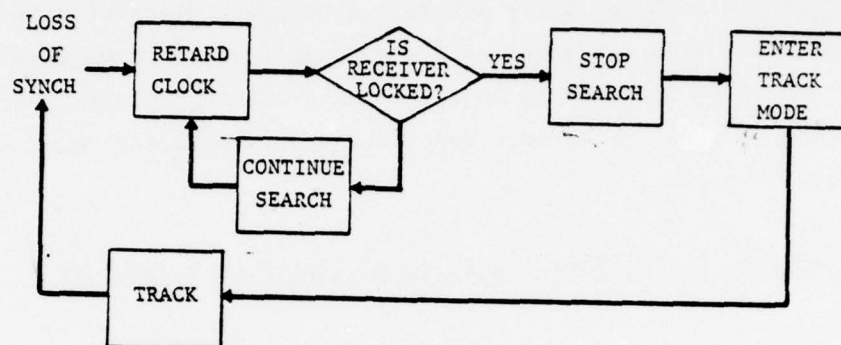 LOSS
OF
SYNCH
RETARD
CLOCK
IS
RECEIVER
LOCKED?
YES
STOP
SEARCH
ENTER
TRACK
MODE
CONTINUE
SEARCH
TRACK